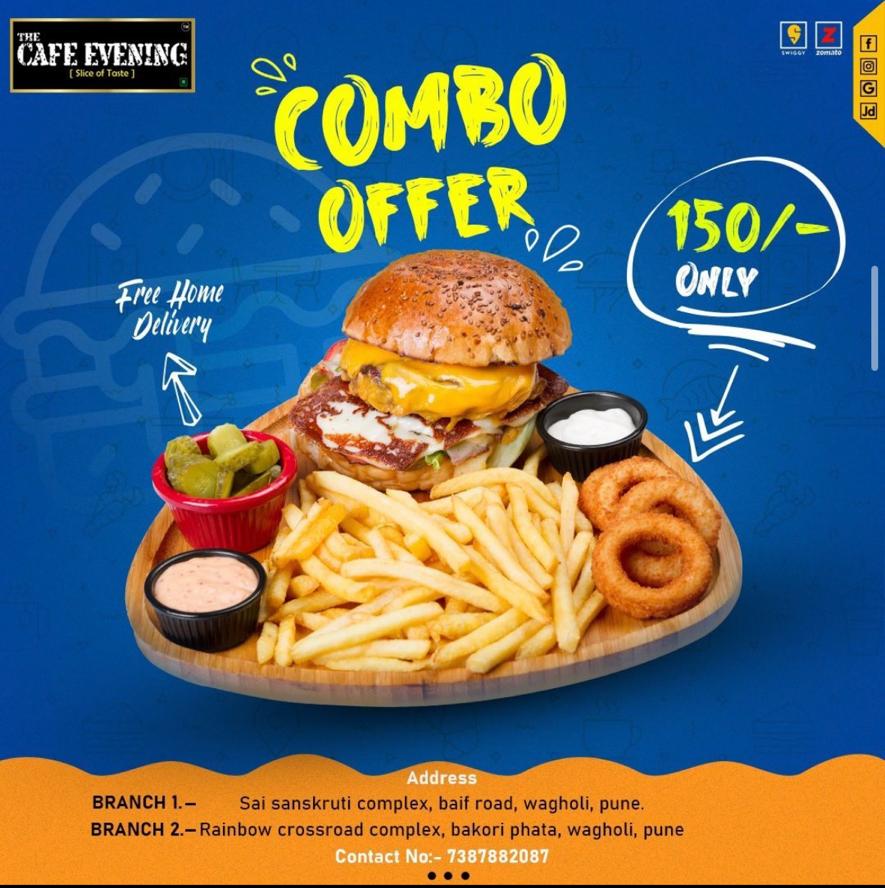 THE
CAFE EVENING
[ Slice of Taste ]
SWIGGY
Z
zomato
f
G
Jd
COMBO
OFFER
150/-
ONLY
Free Home
Delivery
Address
BRANCH 1.– Sai sanskruti complex, baif road, wagholi, pune.
BRANCH 2.– Rainbow crossroad complex, bakori phata, wagholi, pune
Contact No:- 7387882087